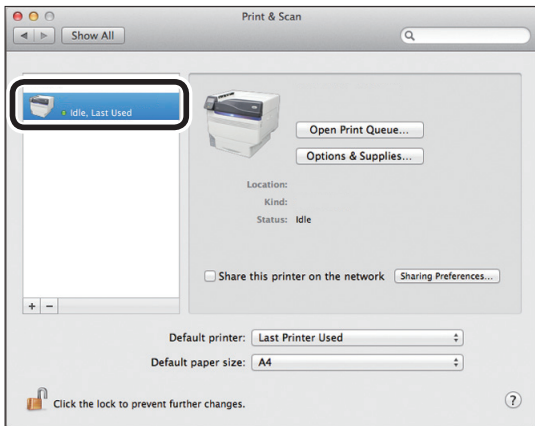 Print & Scan
Show All
Idle, Last Used
Open Print Queue...
Options & Supplies...
Location:
Kind:
Status: Idle
Share this printer on the network Sharing Preferences...
+ −
Default printer: Last Printer Used
Default paper size: A4
Click the lock to prevent further changes.
?